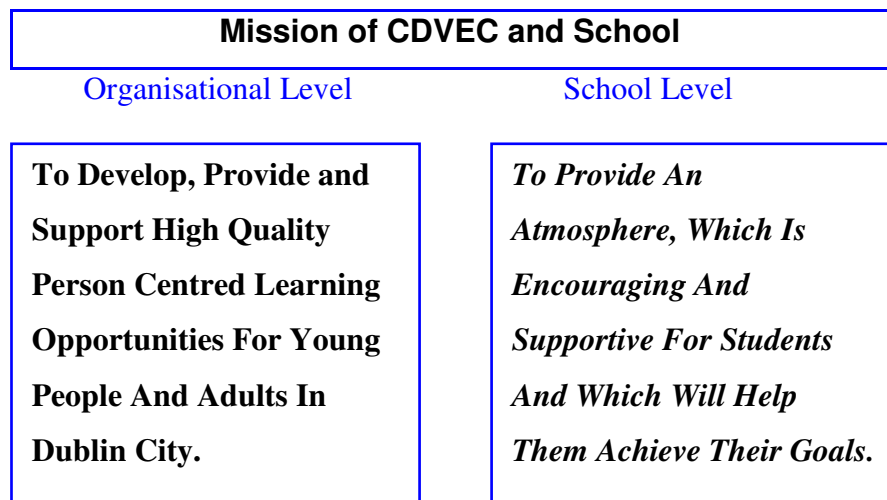 Mission of CDVEC and School
Organisational Level
School Level
To Develop, Provide and
Support High Quality
Person Centred Learning
Opportunities For Young
People And Adults In
Dublin City.
To Provide An
Atmosphere, Which Is
Encouraging And
Supportive For Students
And Which Will Help
Them Achieve Their Goals.